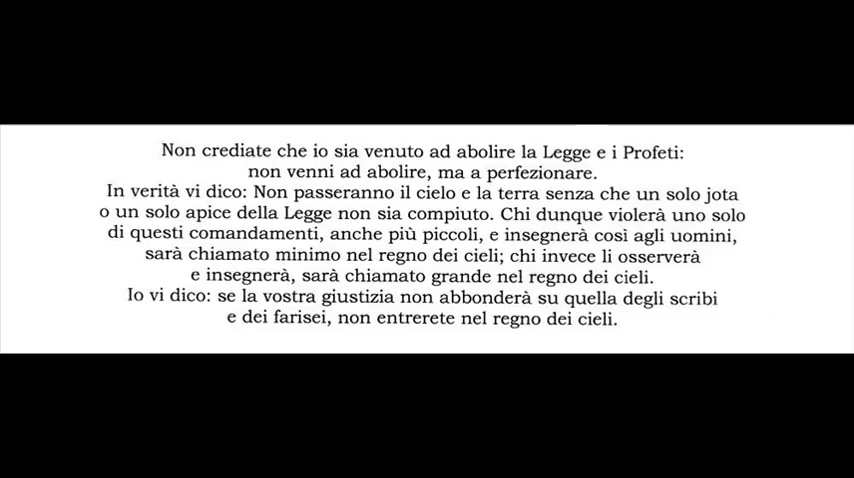 Non crediate che io sia venuto ad abolire la Legge e i Profeti:
non venni ad abolire, ma a perfezionare.
In verità vi dico: Non passeranno il cielo e la terra senza che un solo jota
o un solo apice della Legge non sia compiuto. Chi dunque violerà uno solo
di questi comandamenti, anche più piccoli, e insegnerà così agli uomini,
sarà chiamato minimo nel regno dei cieli; chi invece li osserverà
e insegnerà, sarà chiamato grande nel regno dei cieli.
Io vi dico: se la vostra giustizia non abbonderà su quella degli scribi
e dei farisei, non entrerete nel regno dei cieli.